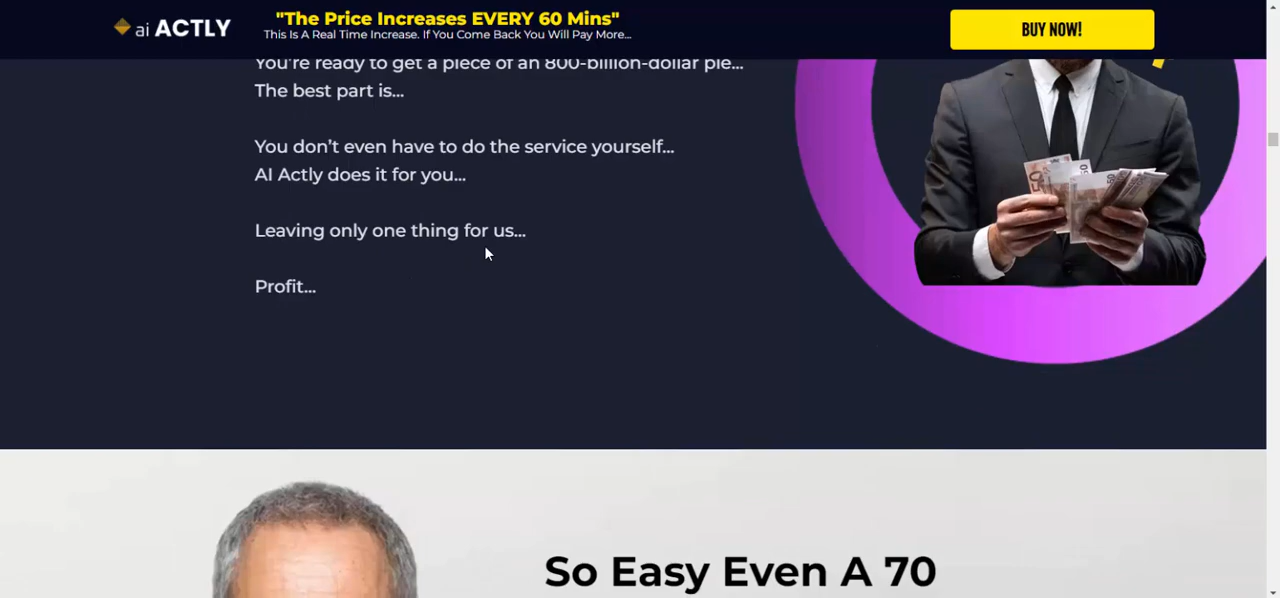 ai ACTLY
"The Price Increases EVERY 60 Mins"
This Is A Real Time Increase. If You Come Back You Will Pay More...
BUY NOW!
You're ready to get a piece of an 800-billion-dollar pie...
The best part is...
You don't even have to do the service yourself...
AI Actly does it for you...
Leaving only one thing for us...
Profit...
So Easy Even A 70